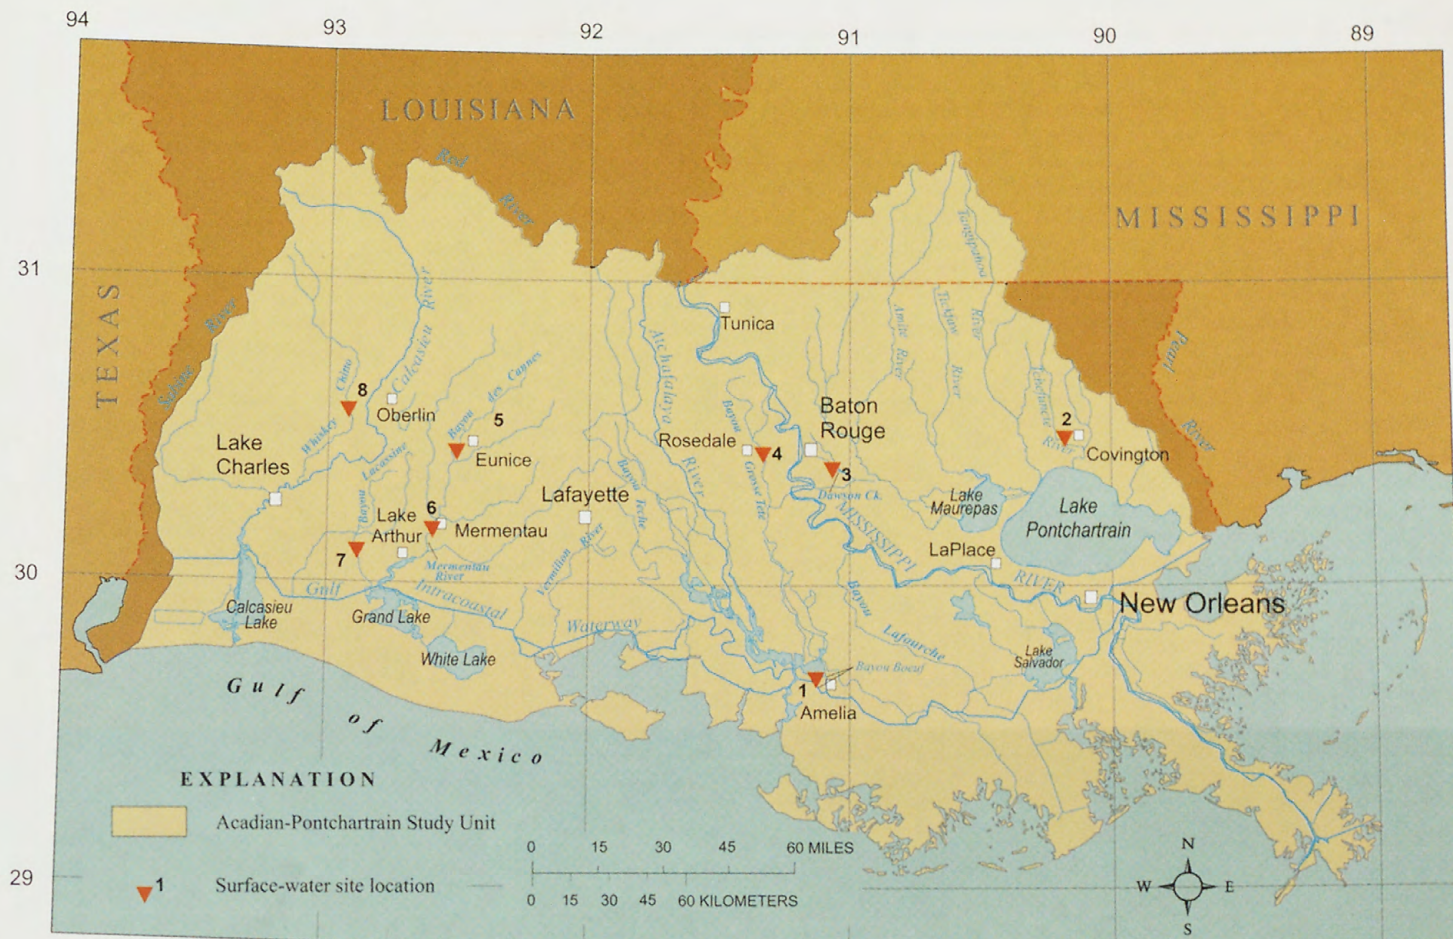 94
93
92
91
90
89
LOUISIANA
MISSISSIPPI
TEXAS
Red
River
31
Sabine
River
Calcasieu River
Tangipahoa
River
Tickfaw
River
Amite River
Tchefuncte
River
Pearl
River
Tunica
Atchafalaya
River
Whiskey Chitto
8
Oberlin
Bayou des Cannes
5
Eunice
Bayou Lacassine
Lake
Charles
Rosedale
4
Bayou
Grosse Tete
Baton
Rouge
3
Dawson Ck.
2
Covington
Lake
Maurepas
Lake
Pontchartrain
Lafayette
Bayou Teche
6
Lake
Arthur
Mermentau
7
Mermentau
River
Vermilion River
MISSISSIPPI
RIVER
LaPlace
New Orleans
30
Gulf Intracoastal
Waterway
Calcasieu
Lake
Grand Lake
White Lake
Bayou
Lafourche
Lake
Salvador
Bayou Boeuf
1
Amelia
Gulf of Mexico
EXPLANATION
Acadian-Pontchartrain Study Unit
1
Surface-water site location
29
0 15 30 45 60 MILES
0 15 30 45 60 KILOMETERS
N
W E
S